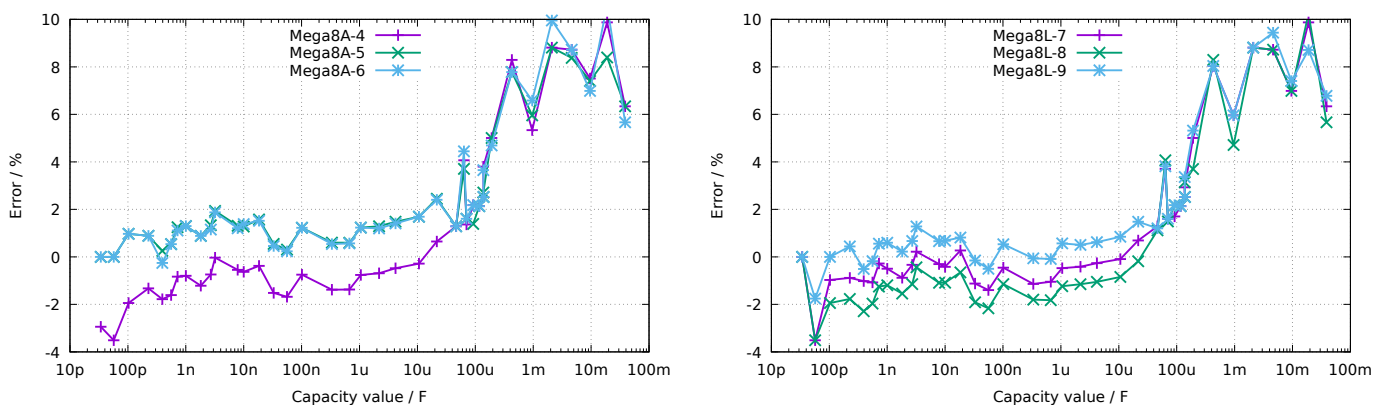 10
8
6
4
2
0
-2
-4
Error / %
10p 100p 1n 10n 100n 1u 10u 100u 1m 10m 100m
Capacity value / F
Mega8A-4
Mega8A-5
Mega8A-6
10
8
6
4
2
0
-2
-4
Error / %
10p 100p 1n 10n 100n 1u 10u 100u 1m 10m 100m
Capacity value / F
Mega8L-7
Mega8L-8
Mega8L-9